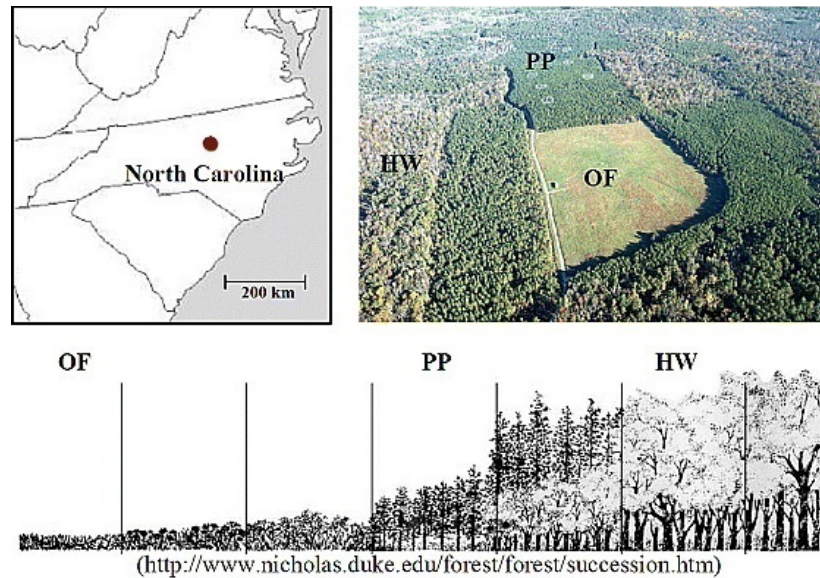 North Carolina
200 km
PP
HW
OF
OF
PP
HW
(http://www.nicholas.duke.edu/forest/forest/succession.htm)